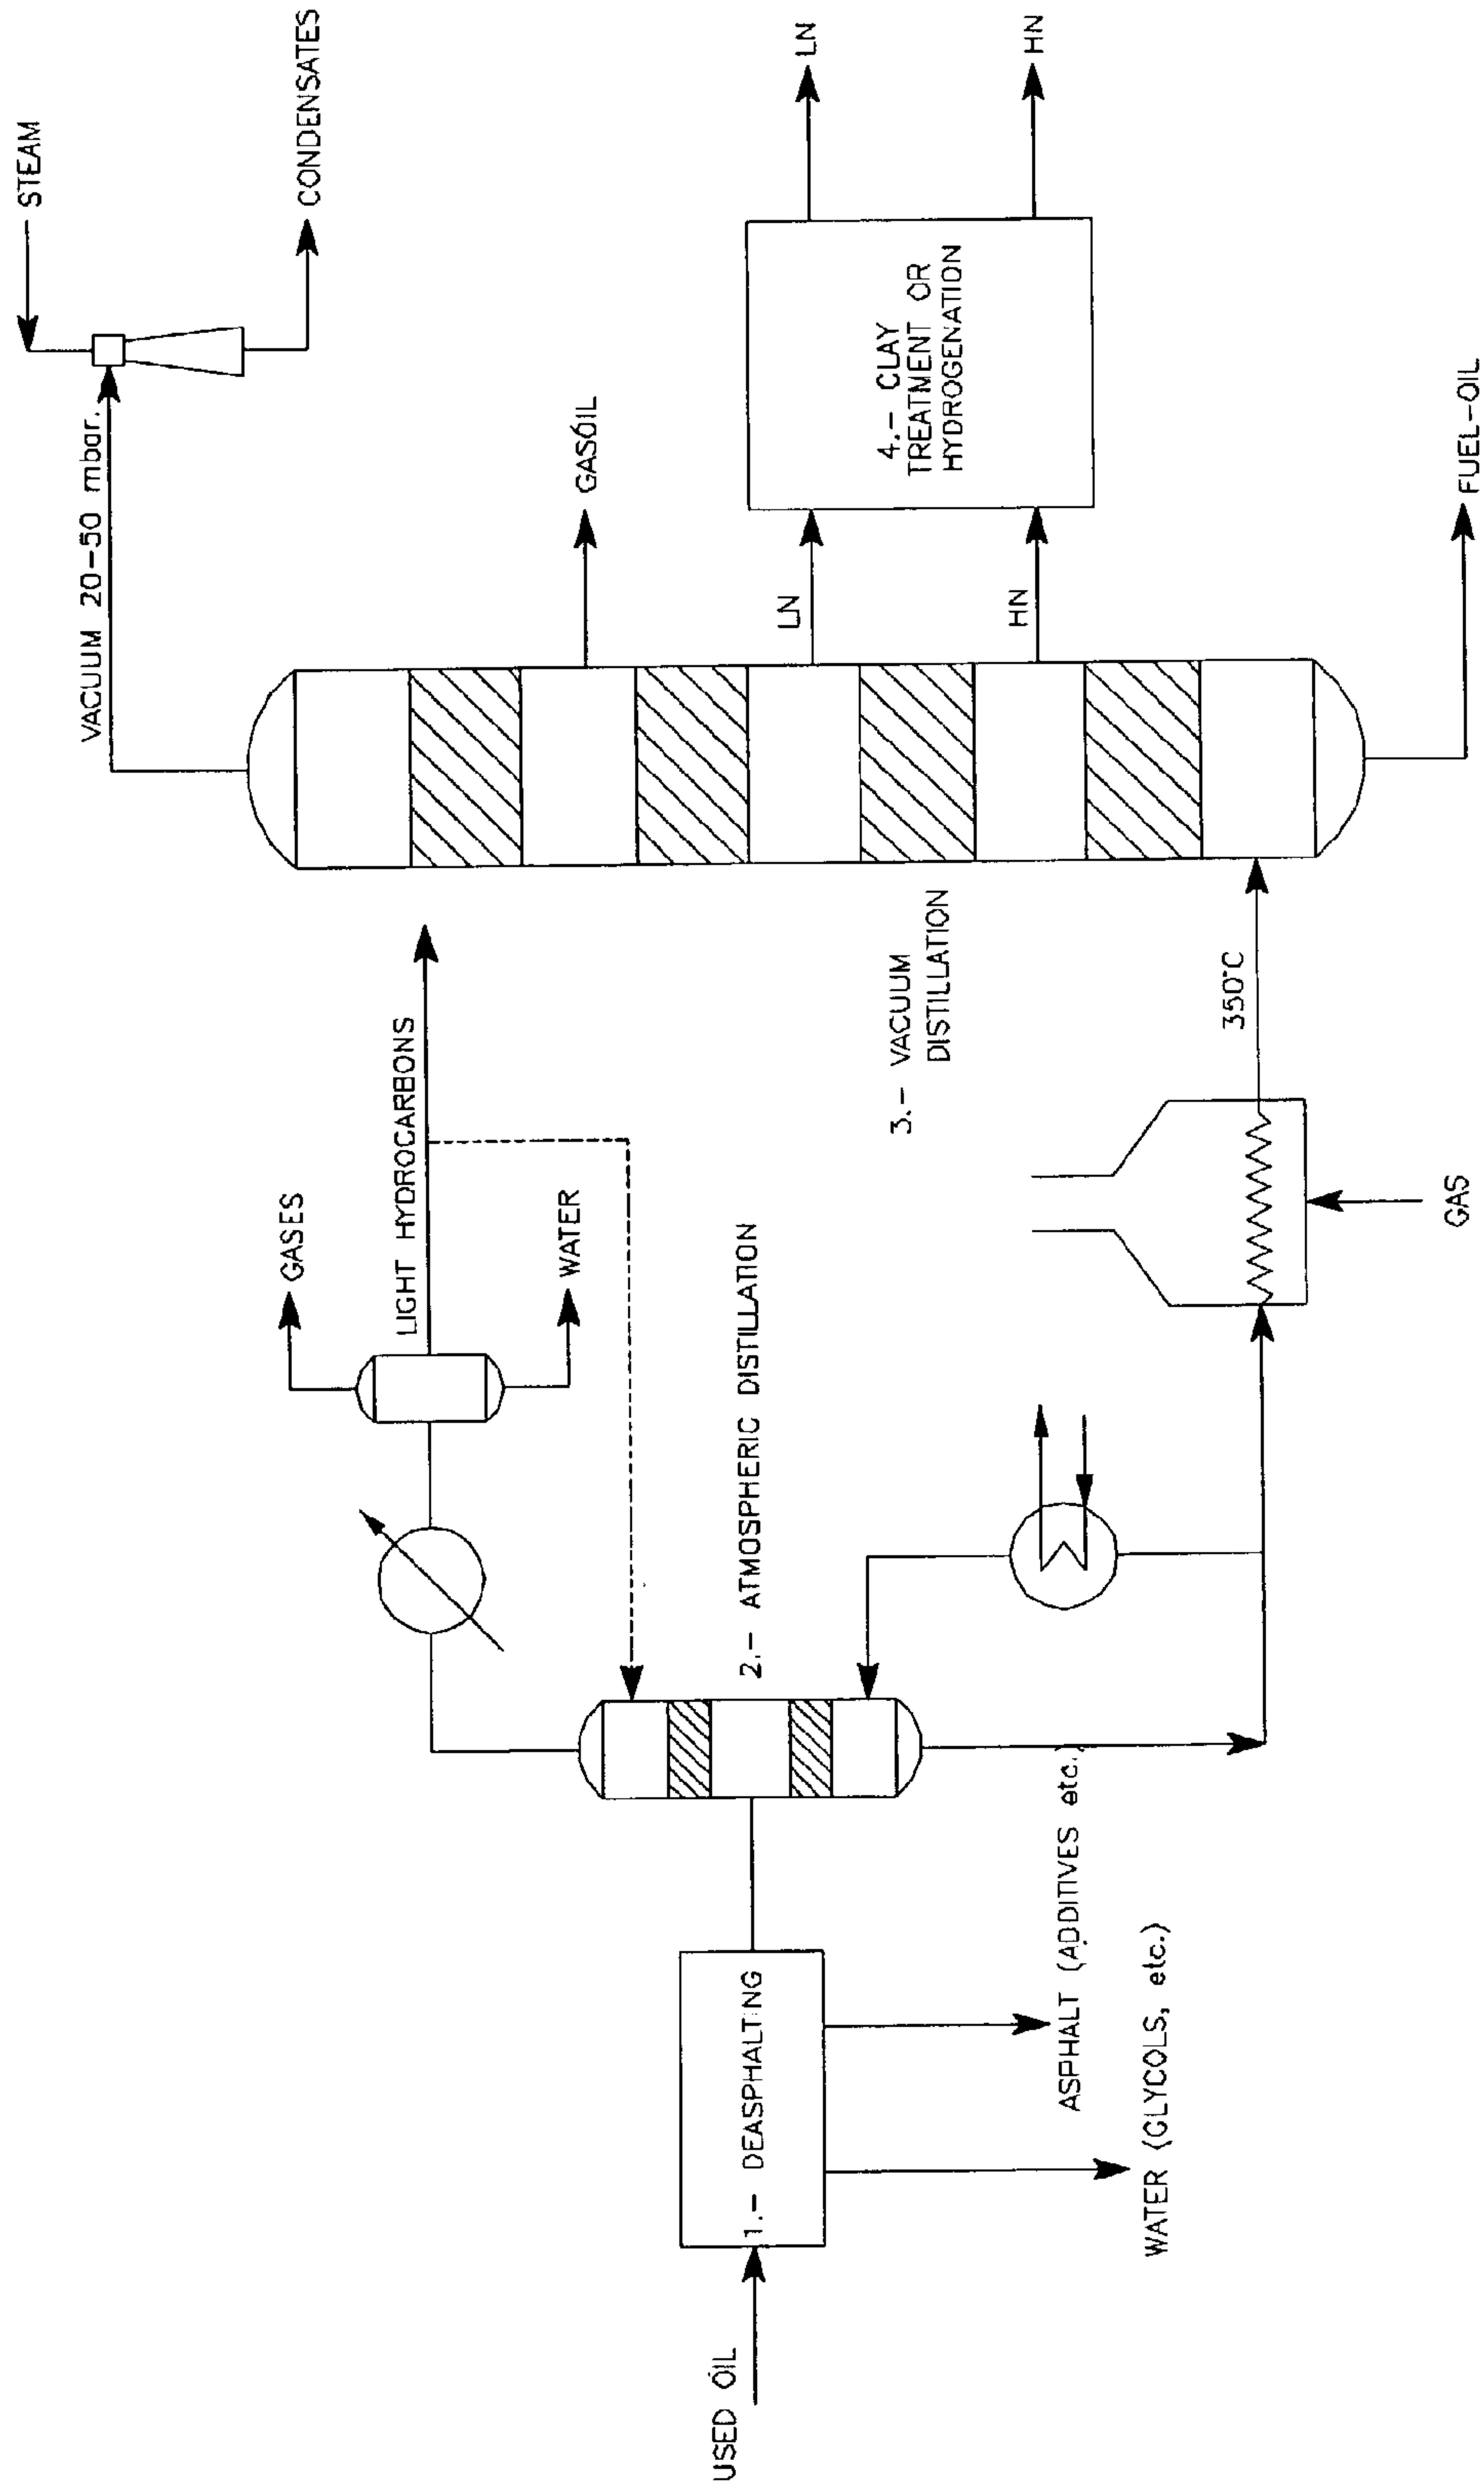 USED OIL
1.- DEASPHALTING
WATER (GLYCOLS, etc.)
ASPHALT (ADDITIVES etc.)
2.- ATMOSPHERIC DISTILLATION
GASES
WATER
LIGHT HYDROCARBONS
GAS
350°C
3.- VACUUM
DISTILLATION
VACUUM 20-50 mbar.
STEAM
CONDENSATES
GASÓIL
LN
HN
FUEL-OIL
4.- CLAY
TREATMENT OR
HYDROGENATION
LN
HN